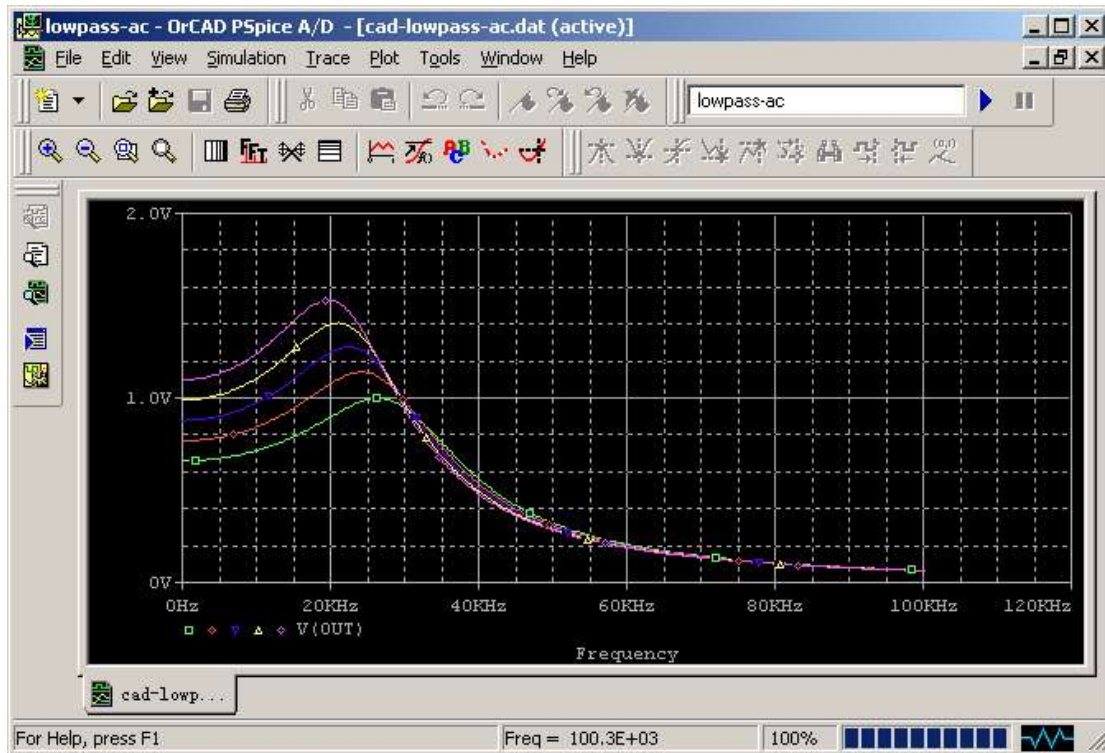 lowpass-ac - OrCAD PSpice A/D - [cad-lowpass-ac.dat (active)]
File Edit View Simulation Trace Plot Tools Window Help
lowpass-ac
FFT
2.0V
1.0V
0V
0Hz 20KHz 40KHz 60KHz 80KHz 100KHz 120KHz
V(OUT)
Frequency
cad-lowp...
For Help, press F1 Freq = 100.3E+03 100%